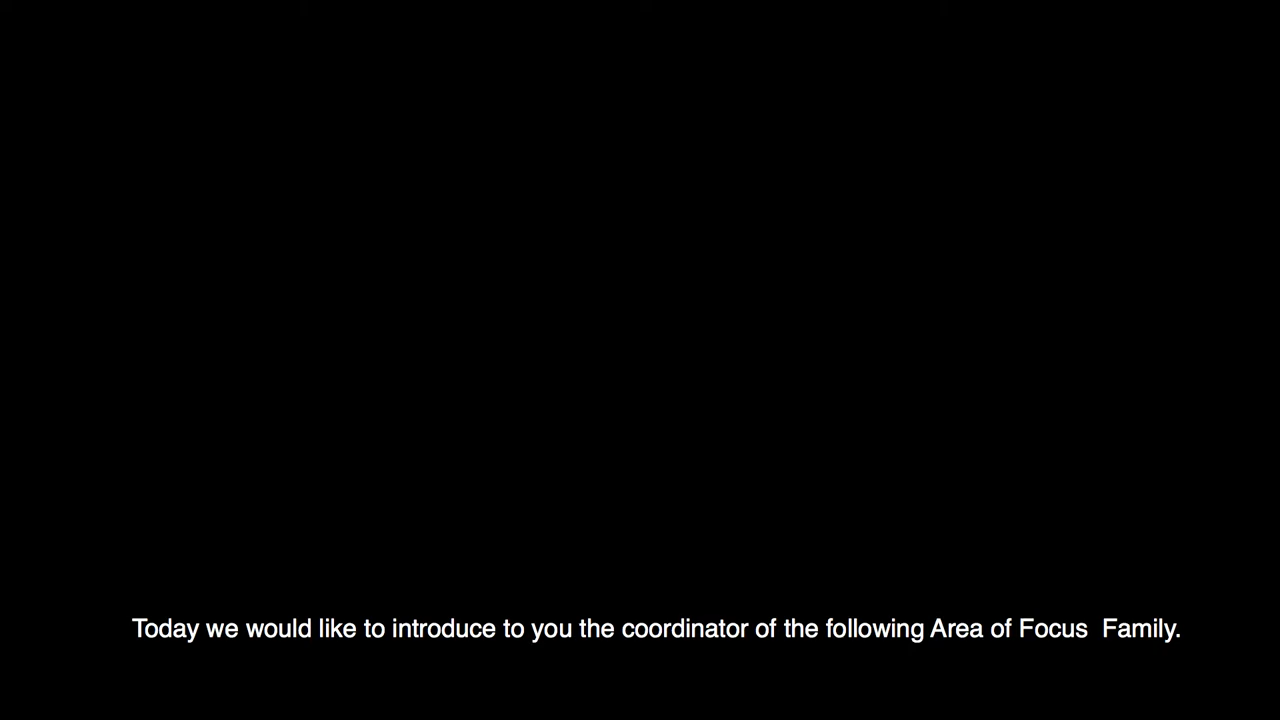 Today we would like to introduce to you the coordinator of the following Area of Focus  Family.